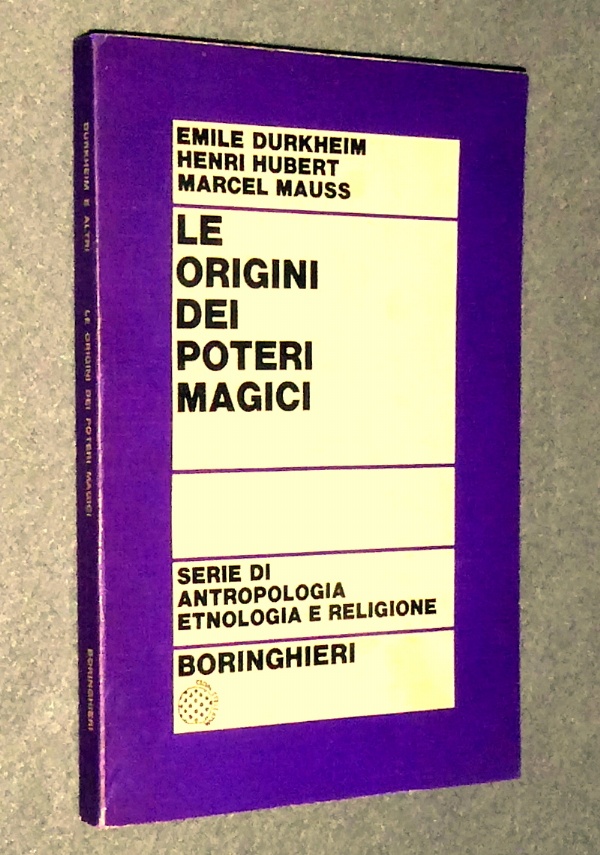 EMILE DURKHEIM
HENRI HUBERT
MARCEL MAUSS
LE
ORIGINI
DEI
POTERI
MAGICI
SERIE DI
ANTROPOLOGIA
ETNOLOGIA E RELIGIONE
BORINGHIERI
DURKHEIM E ALTRI LE ORIGINI DEI POTERI MAGICI BORINGHIERI